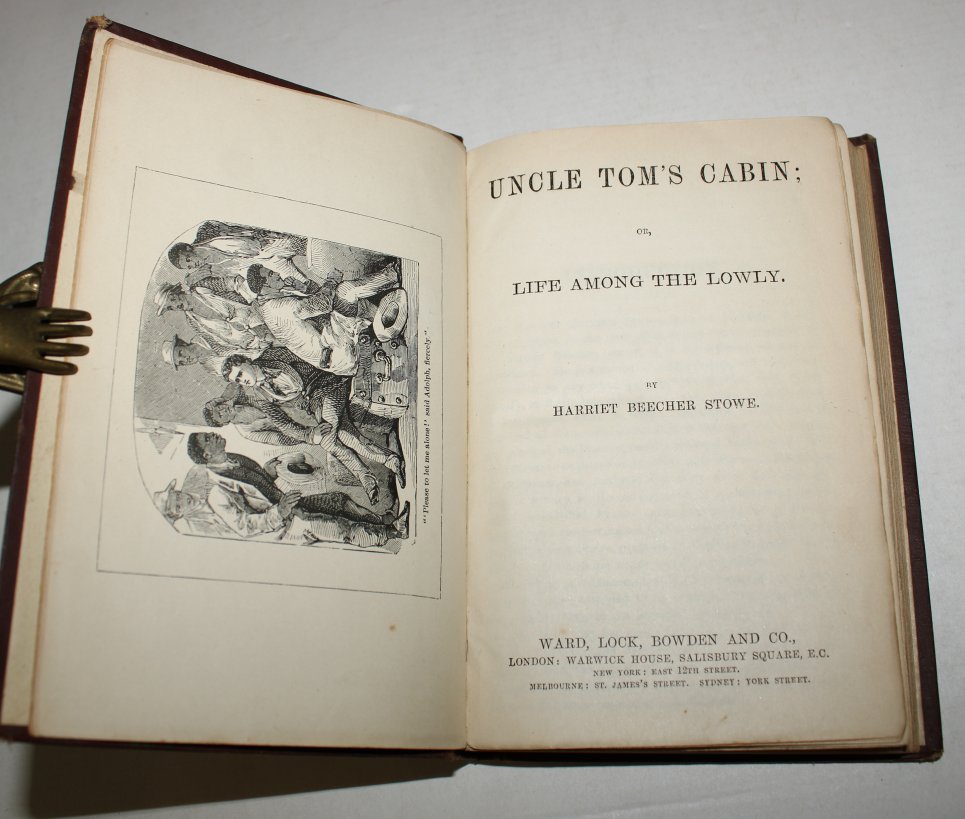 "'Please to let me alone!' said Adolph, fiercely."
UNCLE TOM'S CABIN;
OR,
LIFE AMONG THE LOWLY.
BY
HARRIET BEECHER STOWE.
WARD, LOCK, BOWDEN AND CO.,
LONDON: WARWICK HOUSE, SALISBURY SQUARE, E.C.
NEW YORK: EAST 12TH STREET.
MELBOURNE: ST. JAMES'S STREET. SYDNEY: YORK STREET.